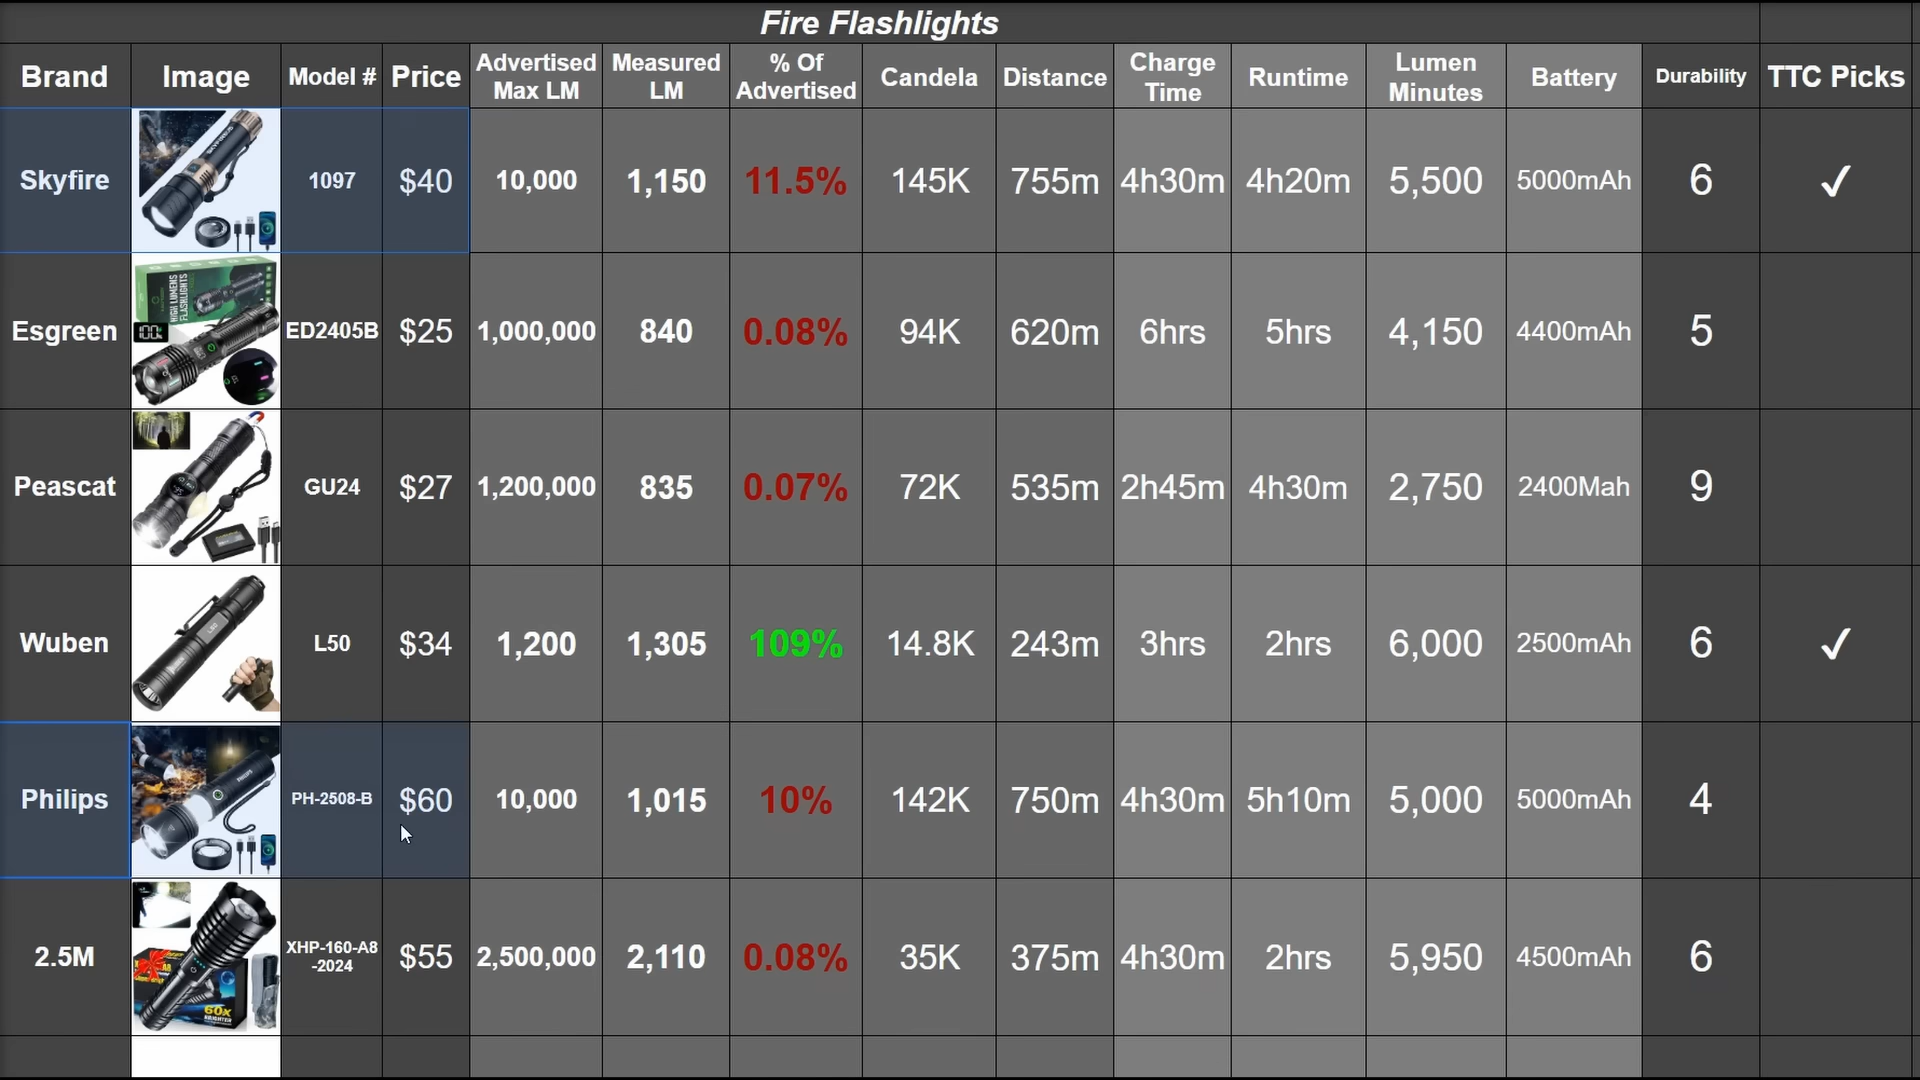 Fire Flashlights
Brand Image Model # Price Advertised Max LM Measured LM % Of Advertised Candela Distance Charge Time Runtime Lumen Minutes Battery Durability TTC Picks
Skyfire 1097 $40 10,000 1,150 11.5% 145K 755m 4h30m 4h20m 5,500 5000mAh 6 ✓
Esgreen ED2405B $25 1,000,000 840 0.08% 94K 620m 6hrs 5hrs 4,150 4400mAh 5
HIGH LUMENS
FLASHLIGHTS
100
Peascat GU24 $27 1,200,000 835 0.07% 72K 535m 2h45m 4h30m 2,750 2400Mah 9
Wuben L50 $34 1,200 1,305 109% 14.8K 243m 3hrs 2hrs 6,000 2500mAh 6 ✓
Philips PH-2508-B $60 10,000 1,015 10% 142K 750m 4h30m 5h10m 5,000 5000mAh 4
2.5M XHP-160-A8 -2024 $55 2,500,000 2,110 0.08% 35K 375m 4h30m 2hrs 5,950 4500mAh 6
60X
BRIGHTER